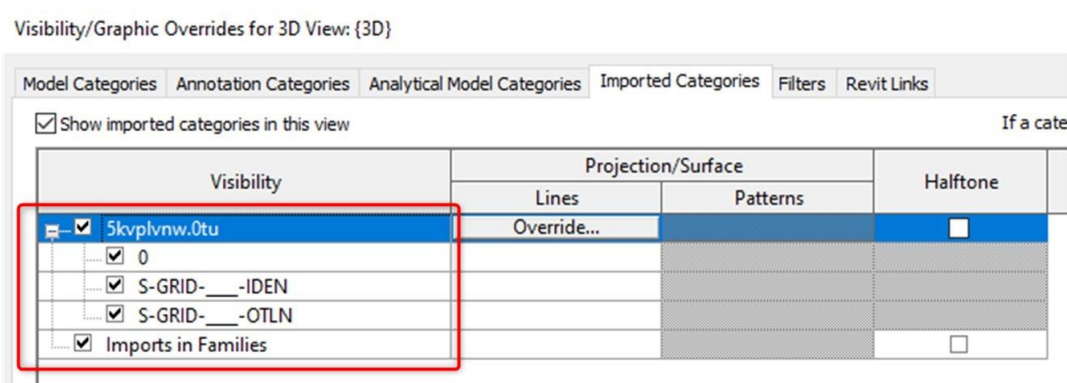 Visibility/Graphic Overrides for 3D View: {3D}
Model Categories Annotation Categories Analytical Model Categories Imported Categories Filters Revit Links
Show imported categories in this view If a cate
Visibility Projection/Surface Halftone
Lines Patterns
5kvplvnw.0tu Override...
0
S-GRID-___-IDEN
S-GRID-___-OTLN
Imports in Families